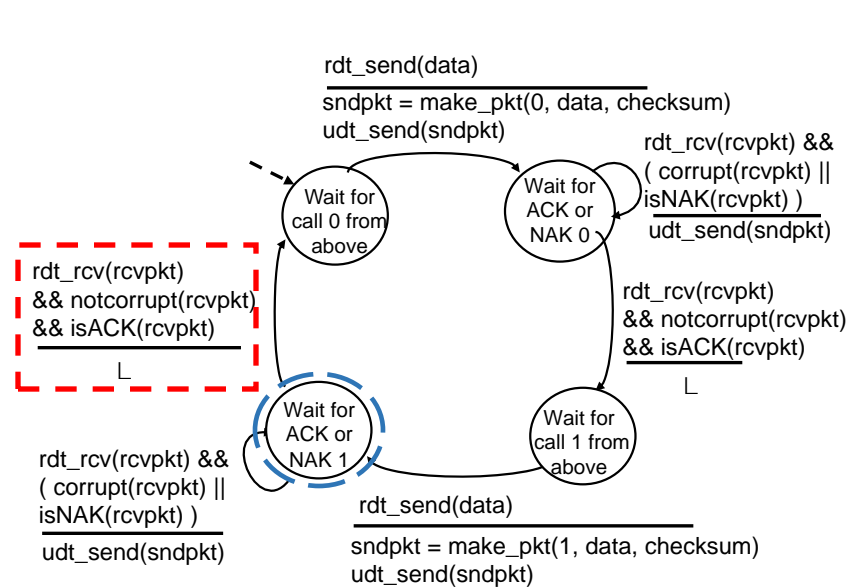 rdt_send(data)
sndpkt = make_pkt(0, data, checksum)
udt_send(sndpkt)
rdt_rcv(rcvpkt) &&
( corrupt(rcvpkt) ||
isNAK(rcvpkt) )
udt_send(sndpkt)
Wait for
call 0 from
above
Wait for
ACK or
NAK 0
rdt_rcv(rcvpkt)
&& notcorrupt(rcvpkt)
&& isACK(rcvpkt)
L
rdt_rcv(rcvpkt)
&& notcorrupt(rcvpkt)
&& isACK(rcvpkt)
L
Wait for
ACK or
NAK 1
Wait for
call 1 from
above
rdt_rcv(rcvpkt) &&
( corrupt(rcvpkt) ||
isNAK(rcvpkt) )
udt_send(sndpkt)
rdt_send(data)
sndpkt = make_pkt(1, data, checksum)
udt_send(sndpkt)